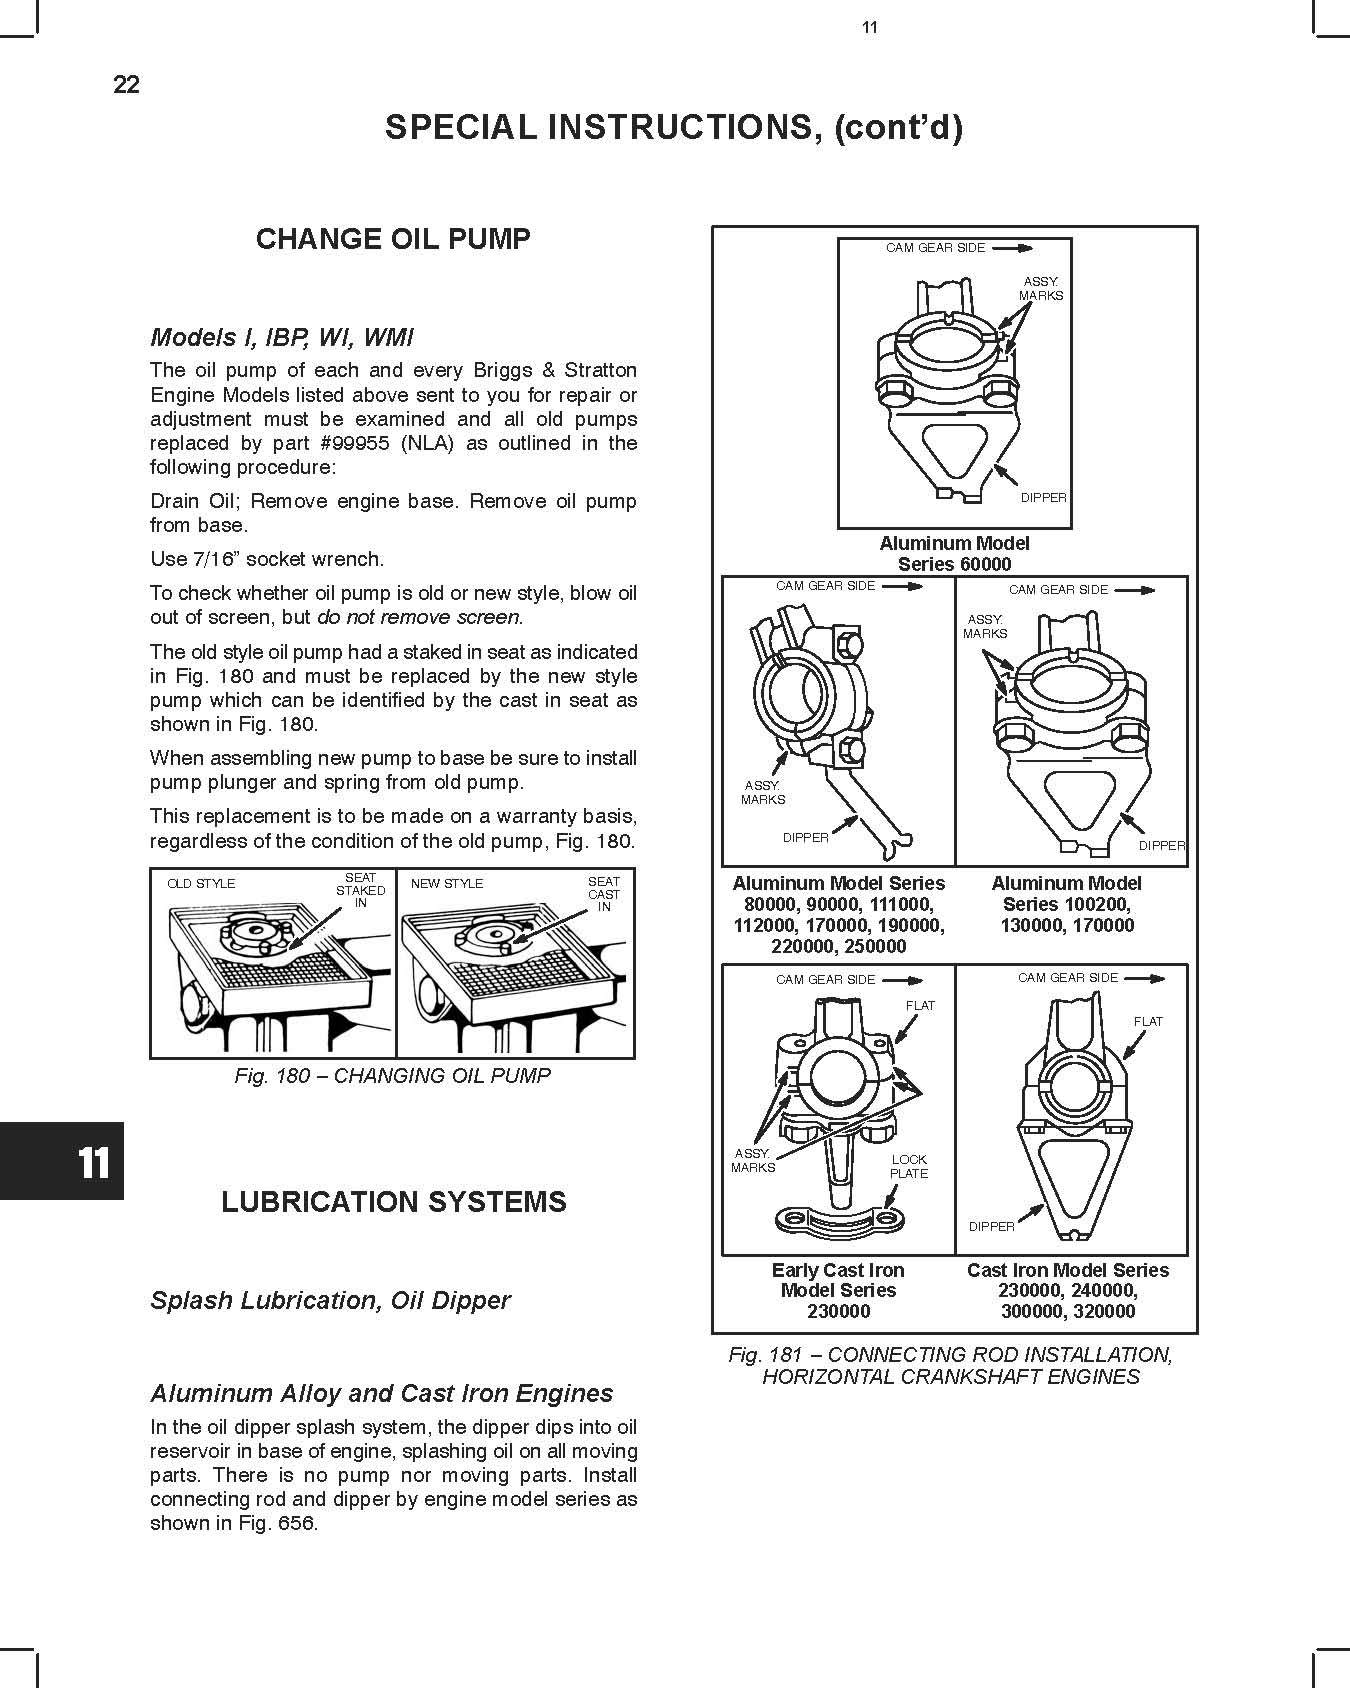 11
22
SPECIAL INSTRUCTIONS, (cont’d)
CHANGE OIL PUMP
Models I, IBP, WI, WMI
The oil pump of each and every Briggs & Stratton
Engine Models listed above sent to you for repair or
adjustment must be examined and all old pumps
replaced by part #99955 (NLA) as outlined in the
following procedure:
Drain Oil; Remove engine base. Remove oil pump
from base.
Use 7/16” socket wrench.
To check whether oil pump is old or new style, blow oil
out of screen, but do not remove screen.
The old style oil pump had a staked in seat as indicated
in Fig. 180 and must be replaced by the new style
pump which can be identified by the cast in seat as
shown in Fig. 180.
When assembling new pump to base be sure to install
pump plunger and spring from old pump.
This replacement is to be made on a warranty basis,
regardless of the condition of the old pump, Fig. 180.
OLD STYLE
SEAT
STAKED
IN
NEW STYLE
SEAT
CAST
IN
Fig. 180 – CHANGING OIL PUMP
11
LUBRICATION SYSTEMS
Splash Lubrication, Oil Dipper
Aluminum Alloy and Cast Iron Engines
In the oil dipper splash system, the dipper dips into oil
reservoir in base of engine, splashing oil on all moving
parts. There is no pump nor moving parts. Install
connecting rod and dipper by engine model series as
shown in Fig. 656.
CAM GEAR SIDE
ASSY.
MARKS
DIPPER
Aluminum Model
Series 60000
CAM GEAR SIDE
ASSY.
MARKS
DIPPER
CAM GEAR SIDE
ASSY.
MARKS
DIPPER
Aluminum Model Series
80000, 90000, 111000,
112000, 170000, 190000,
220000, 250000
Aluminum Model
Series 100200,
130000, 170000
CAM GEAR SIDE
FLAT
ASSY.
MARKS
LOCK
PLATE
CAM GEAR SIDE
FLAT
DIPPER
Early Cast Iron
Model Series
230000
Cast Iron Model Series
230000, 240000,
300000, 320000
Fig. 181 – CONNECTING ROD INSTALLATION,
HORIZONTAL CRANKSHAFT ENGINES